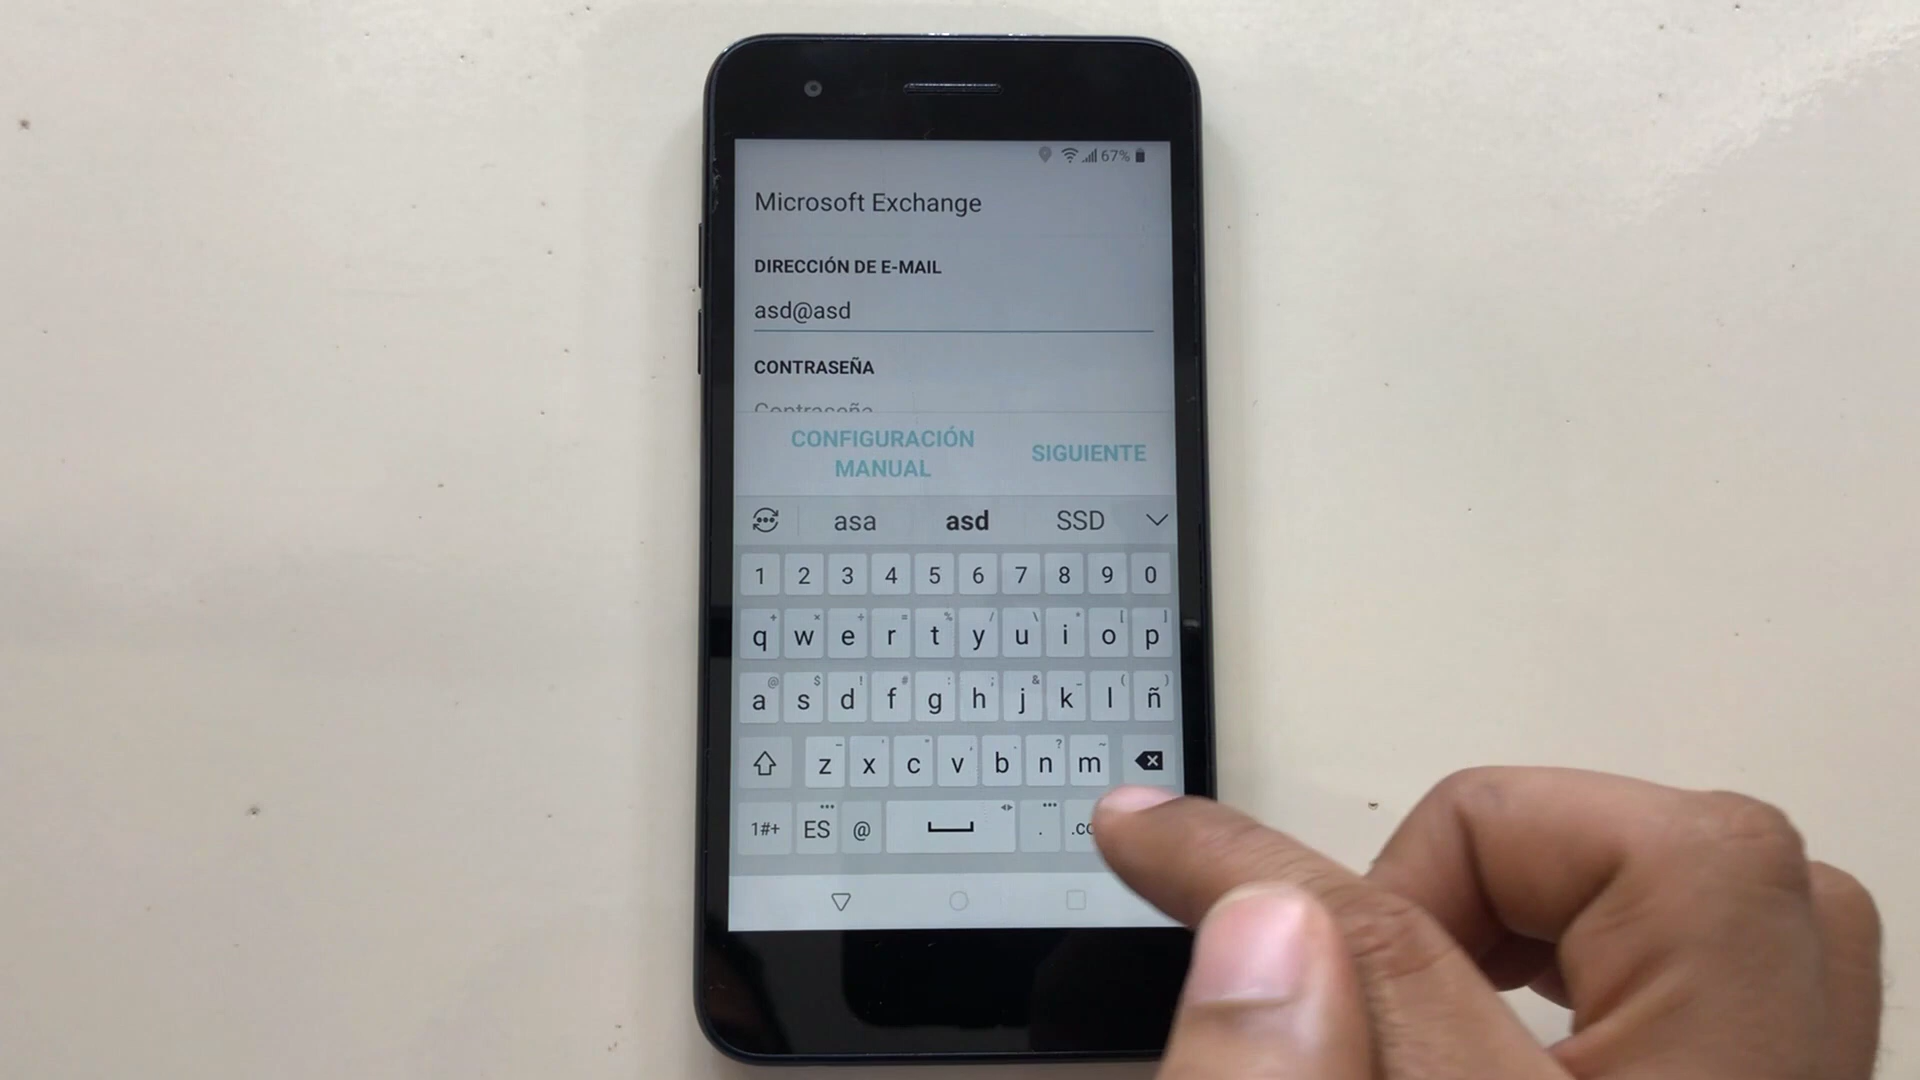 67%
Microsoft Exchange
DIRECCIÓN DE E-MAIL
asd@asd
CONTRASEÑA
Contraseña
CONFIGURACIÓN
MANUAL
SIGUIENTE
asa asd SSD
1 2 3 4 5 6 7 8 9 0
q w e r t y u i o p
a s d f g h j k l ñ
z x c v b n m
1#+ ES @ . .co